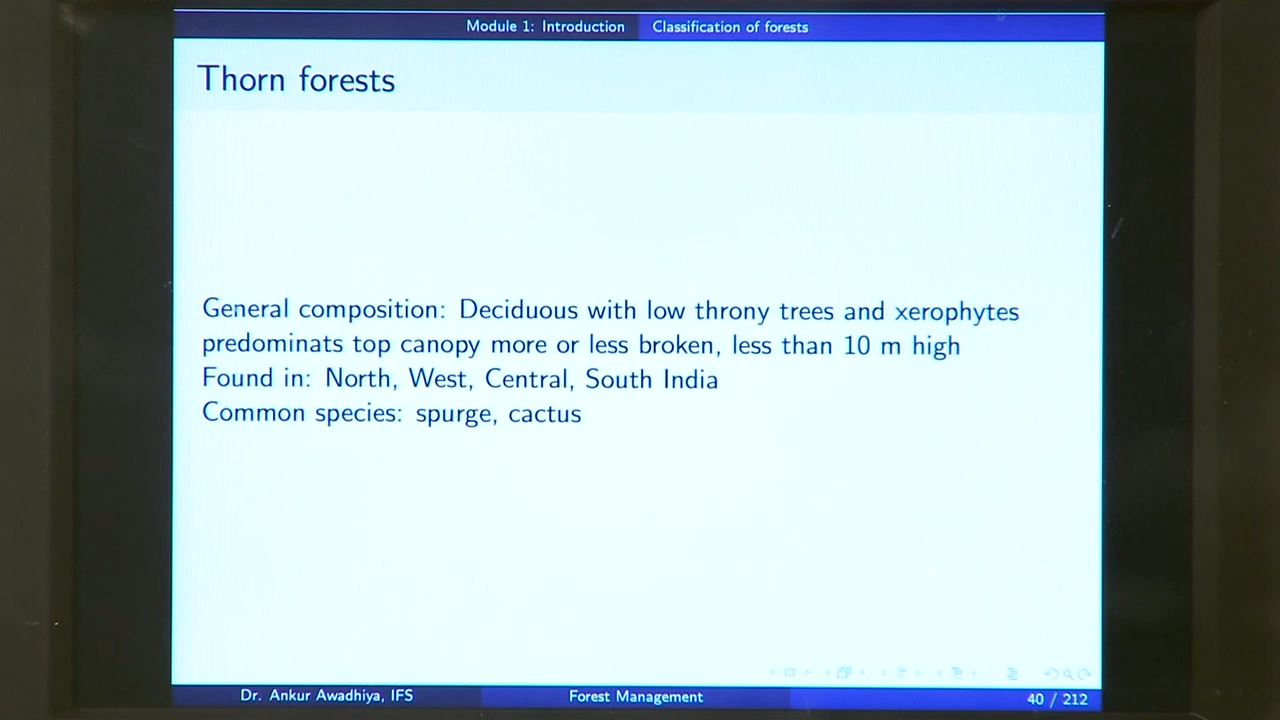 Module 1: Introduction Classification of forests
Thorn forests
General composition: Deciduous with low throny trees and xerophytes
predominats top canopy more or less broken, less than 10 m high
Found in: North, West, Central, South India
Common species: spurge, cactus
Dr. Ankur Awadhiya, IFS Forest Management 40 / 212